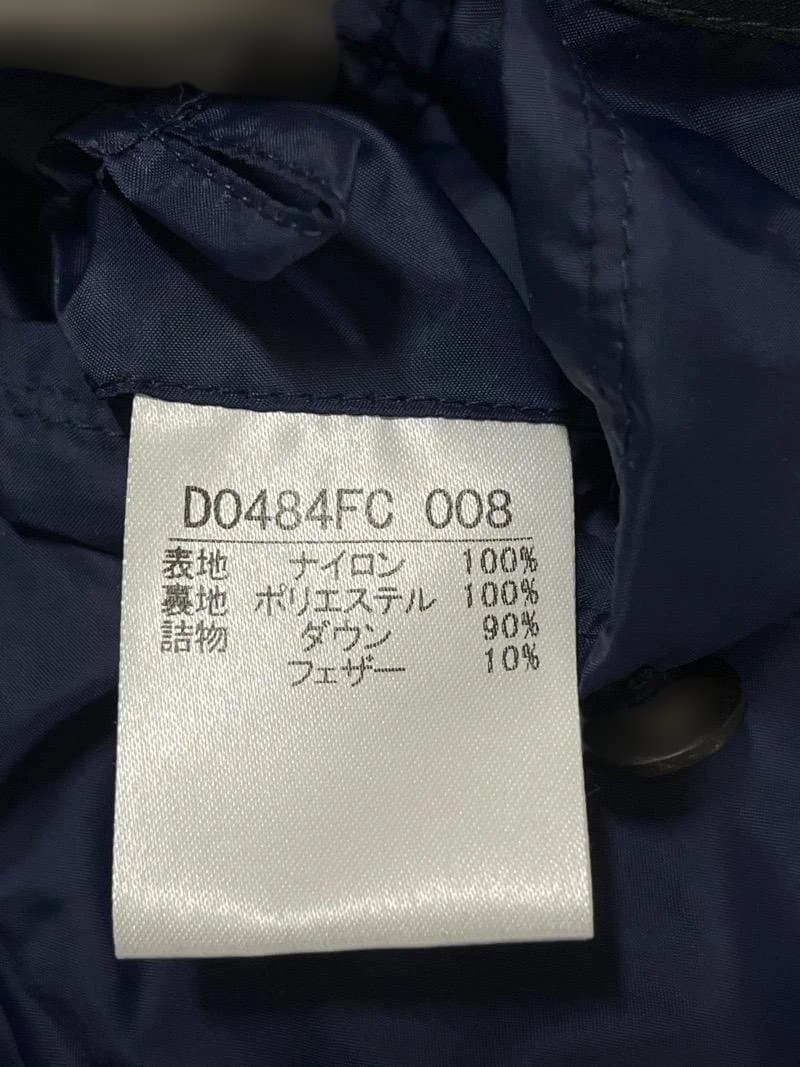 D0484FC 008
表地 ナイロン 100%
裏地 ポリエステル 100%
詰物 ダウン 90%
フェザー 10%